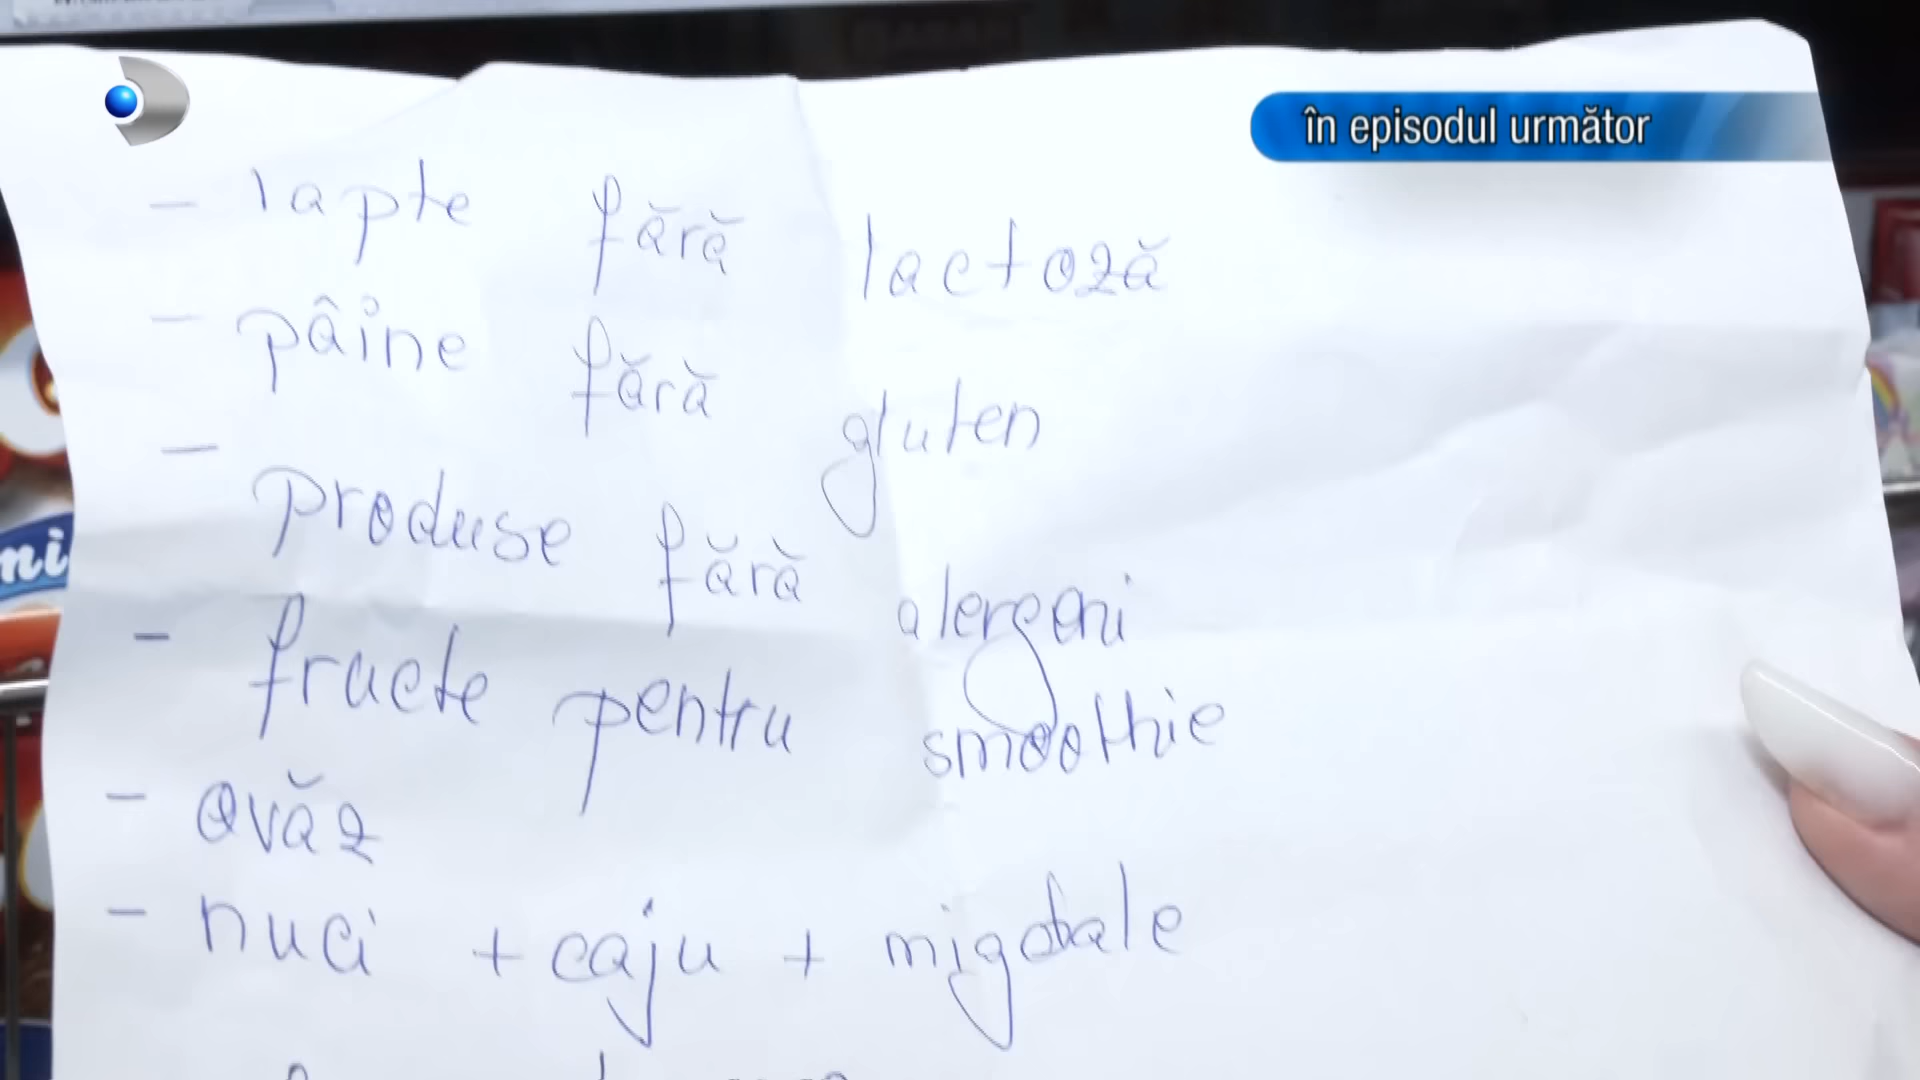 în episodul următor
- lapte fără lactoză
- pâine fără gluten
- produse fără alergeni
- fructe pentru smoothie
- ovăz
- nuci + caju + migdale
ni